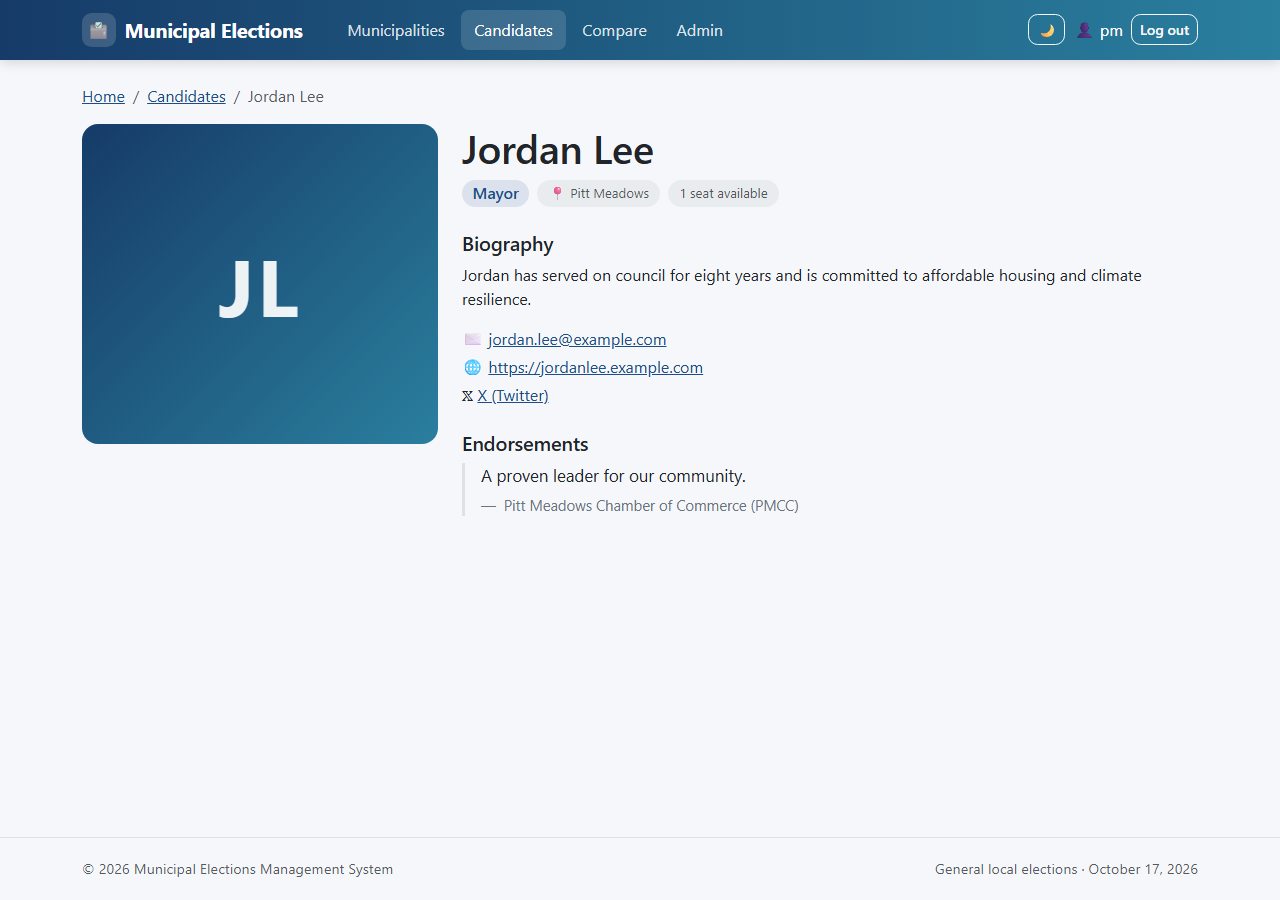 Municipal Elections Municipalities Candidates Compare Admin pm Log out
Home / Candidates / Jordan Lee
JL
Jordan Lee
Mayor Pitt Meadows 1 seat available
Biography
Jordan has served on council for eight years and is committed to affordable housing and climate
resilience.
jordan.lee@example.com
https://jordanlee.example.com
𝕏 X (Twitter)
Endorsements
A proven leader for our community.
— Pitt Meadows Chamber of Commerce (PMCC)
© 2026 Municipal Elections Management System General local elections · October 17, 2026